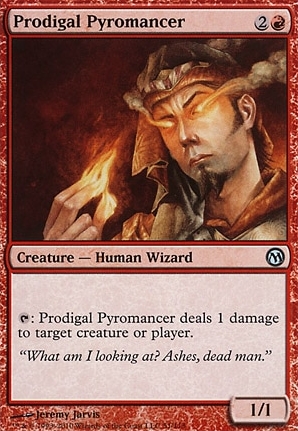 Prodigal Pyromancer 2
Creature — Human Wizard
: Prodigal Pyromancer deals 1 damage
to target creature or player.
“What am I looking at? Ashes, dead man.”
1/1
Jeremy Jarvis